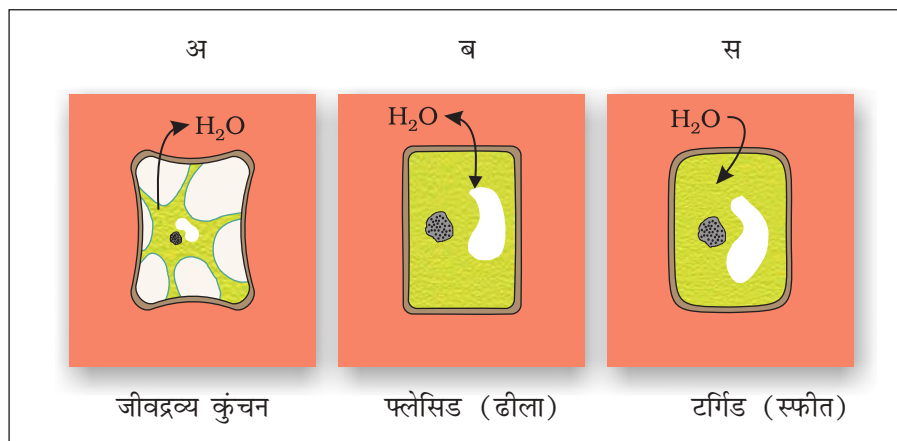 अ ब स
H₂O H₂O H₂O
जीवद्रव्य कुंचन फ्लेसिड (ढीला) टर्गिड (स्फीत)